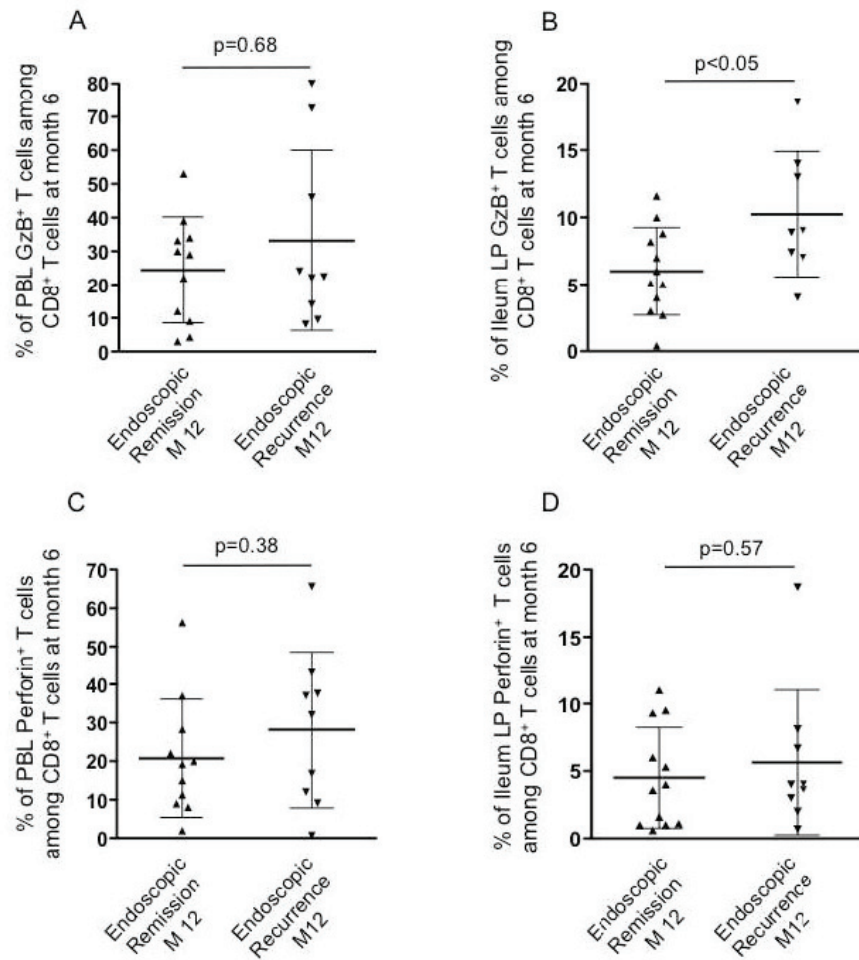 A
p=0.68
% of PBL GzB+ T cells among
CD8+ T cells at month 6
80
70
60
50
40
30
20
10
0
Endoscopic
Remission
M 12
Endoscopic
Recurrence
M12
B
p<0.05
% of Ileum LP GzB+ T cells among
CD8+ T cells at month 6
20
15
10
5
0
Endoscopic
Remission
M 12
Endoscopic
Recurrence
M12
C
p=0.38
% of PBL Perforin+ T cells
among CD8+ T cells at month 6
70
60
50
40
30
20
10
0
Endoscopic
Remission
M 12
Endoscopic
Recurrence
M12
D
p=0.57
% of Ileum LP Perforin+ T cells
among CD8+ T cells at month 6
20
15
10
5
0
Endoscopic
Remission
M 12
Endoscopic
Recurrence
M12